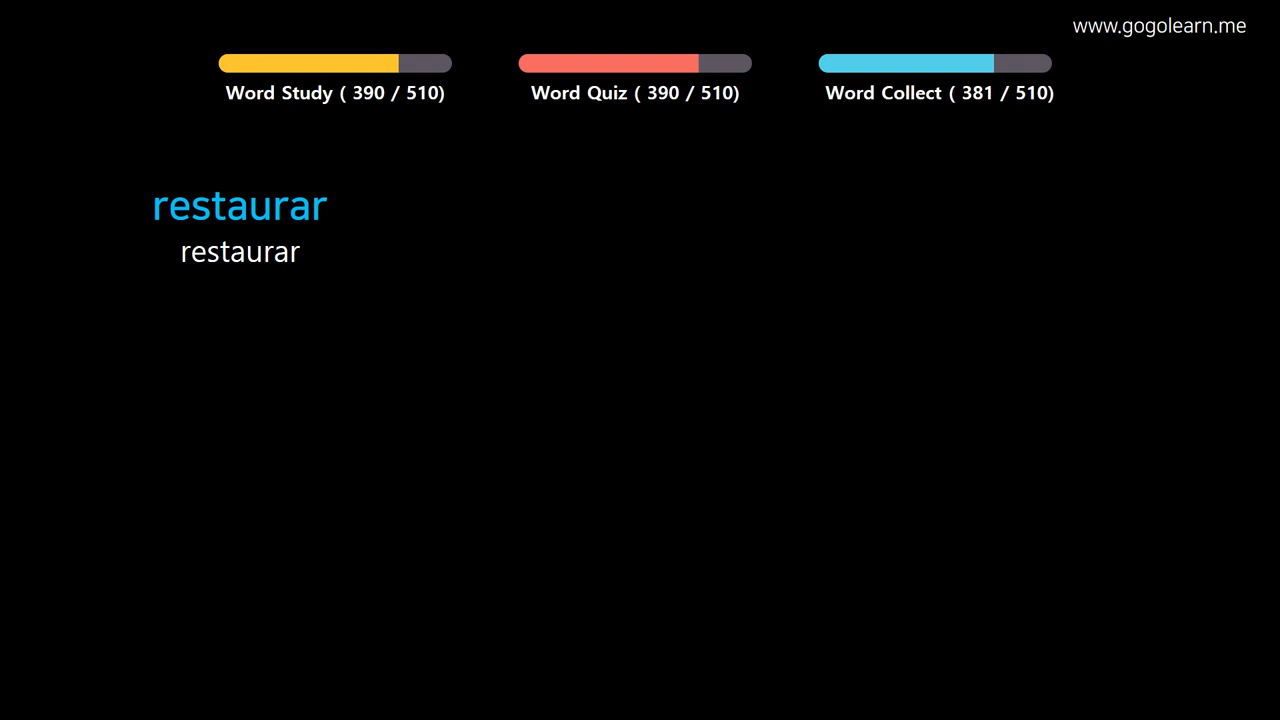 www.gogolearn.me
Word Study ( 390 / 510)
Word Quiz ( 390 / 510)
Word Collect ( 381 / 510)
restaurar
restaurar